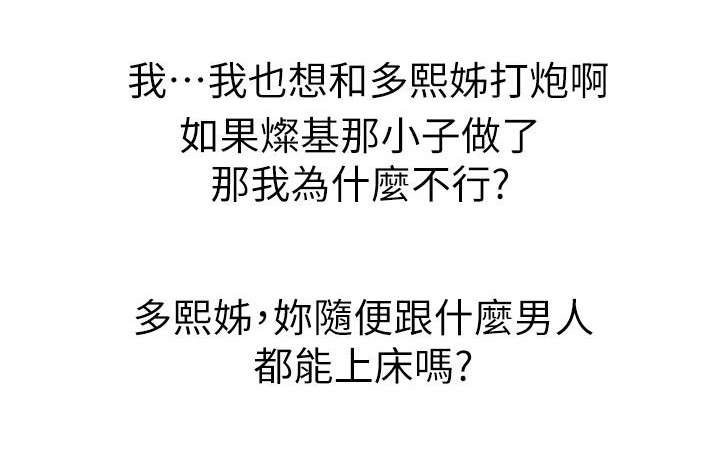 我…我也想和多熙姊打炮啊
如果燦基那小子做了
那我為什麼不行?
多熙姊，妳隨便跟什麼男人
都能上床嗎?